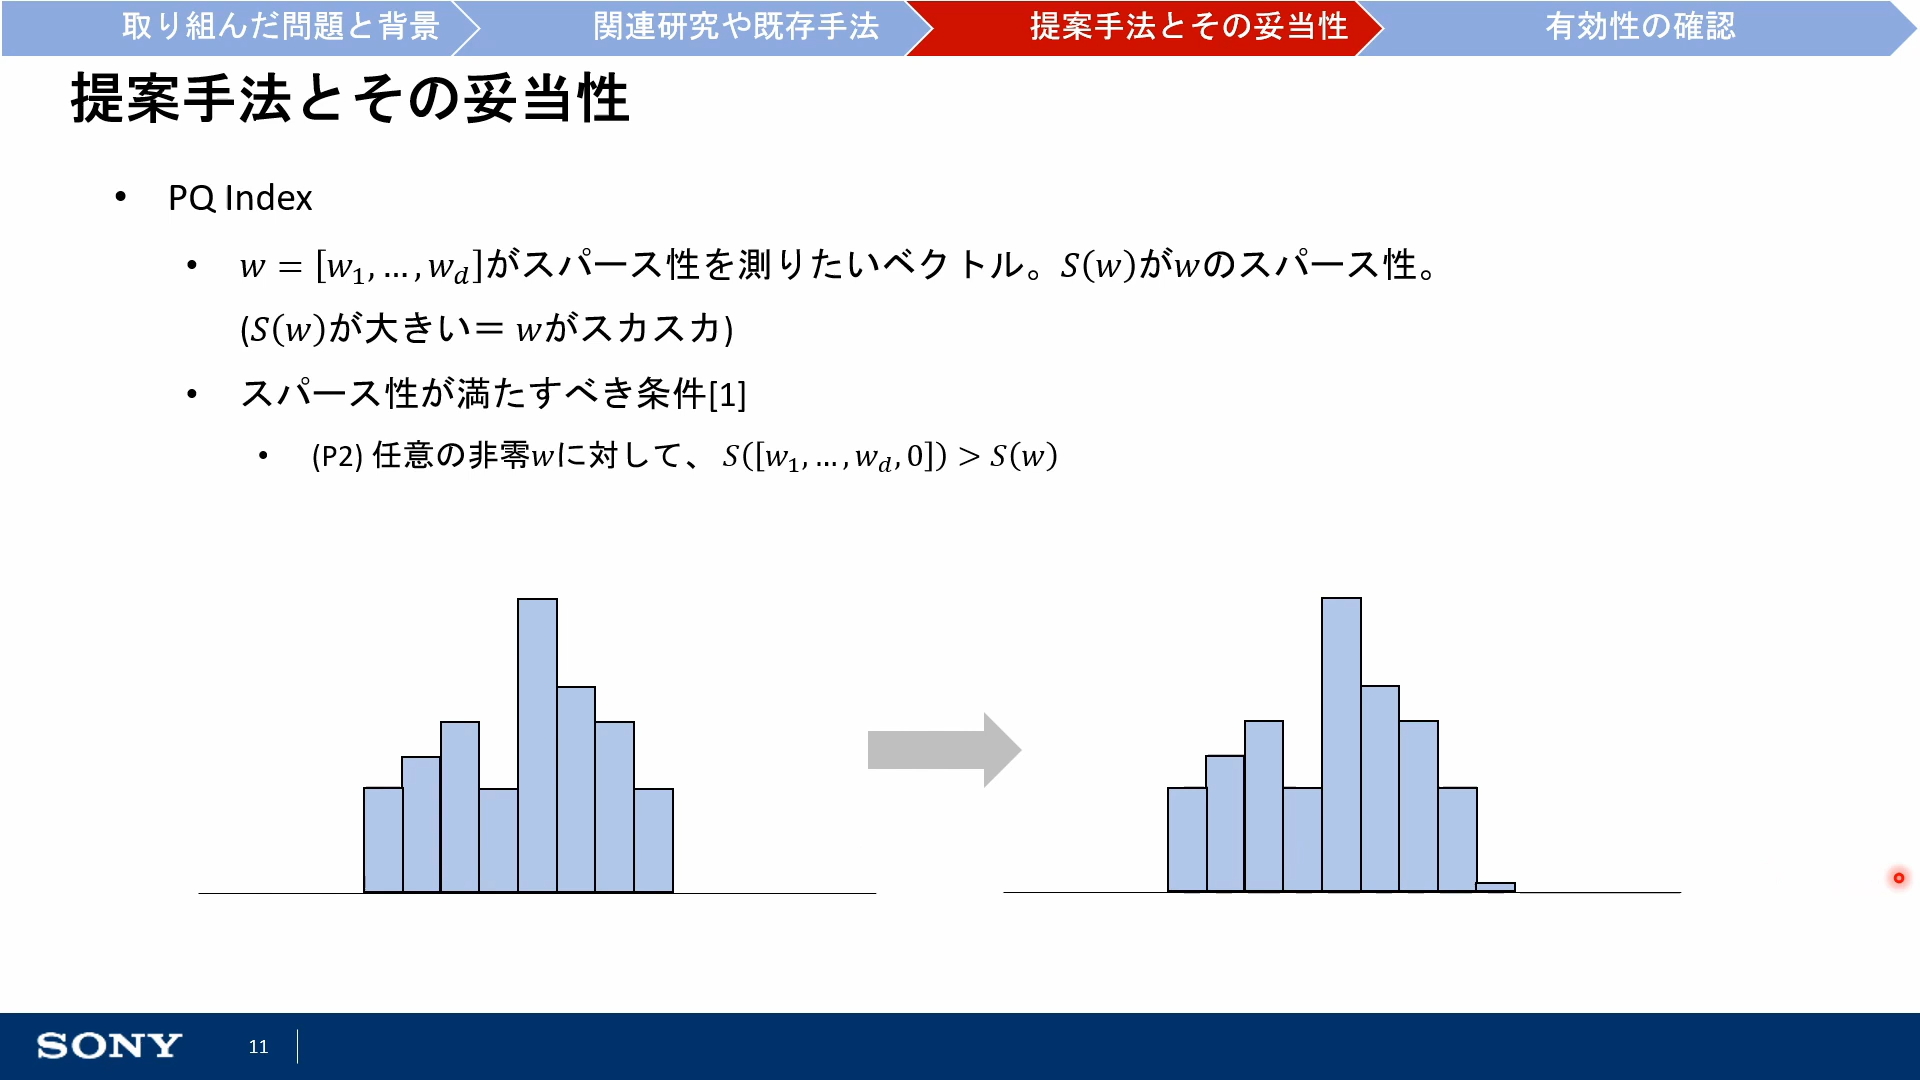 取り組んだ問題と背景
関連研究や既存手法
提案手法とその妥当性
有効性の確認
提案手法とその妥当性
• PQ Index
• w = [w₁, … , w_d]がスパース性を測りたいベクトル。S(w)がwのスパース性。
(S(w)が大きい＝ wがスカスカ)
• スパース性が満たすべき条件[1]
• (P2) 任意の非零wに対して、 S([w₁, … , w_d, 0]) > S(w)
SONY
11